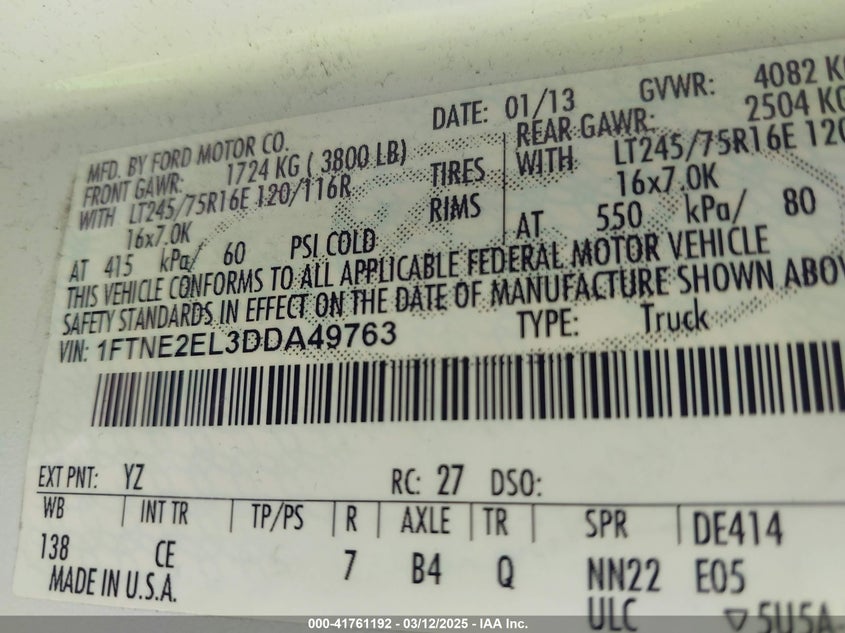 DATE: 01/13 GVWR: 4082 KG
MFD. BY FORD MOTOR CO.
FRONT GAWR: 1724 KG ( 3800 LB) REAR GAWR: 2504 KG
WITH LT245/75R16E 120/116R TIRES WITH LT245/75R16E 120
16x7.0K RIMS 16x7.0K
AT 415 kPa/ 60 PSI COLD AT 550 kPa/ 80
THIS VEHICLE CONFORMS TO ALL APPLICABLE FEDERAL MOTOR VEHICLE
SAFETY STANDARDS IN EFFECT ON THE DATE OF MANUFACTURE SHOWN ABOV
VIN: 1FTNE2EL3DDA49763 TYPE: Truck
EXT PNT: YZ RC: 27 DSO:
WB INT TR TP/PS R AXLE TR SPR DE414
138 CE 7 B4 Q NN22 E05
MADE IN U.S.A. ULC ▽5U5A
000-41761192 - 03/12/2025 - IAA Inc.